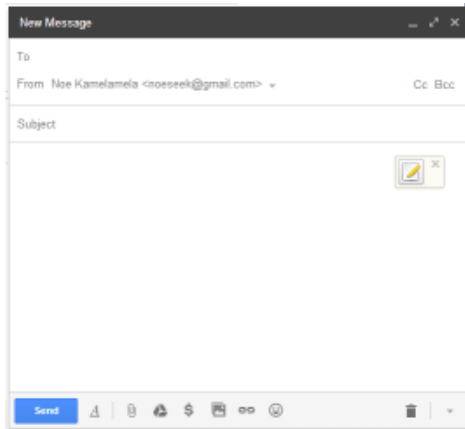 New Message
To
From Noe Kamelamela <noeseek@gmail.com>
Cc Bcc
Subject
Send